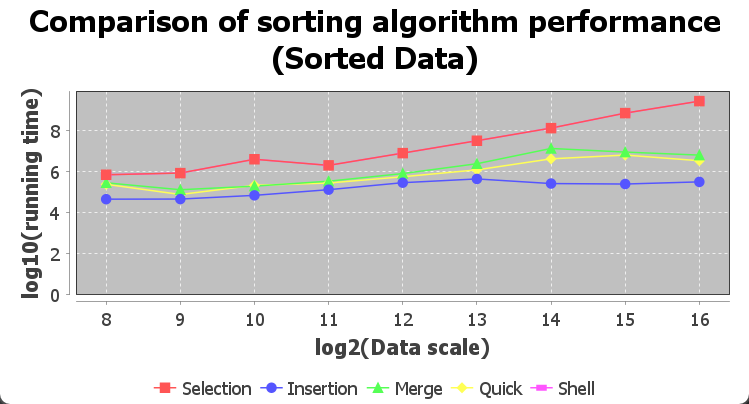 Comparison of sorting algorithm performance
(Sorted Data)
log10(running time)
8
6
4
2
0
8 9 10 11 12 13 14 15 16
log2(Data scale)
Selection Insertion Merge Quick Shell